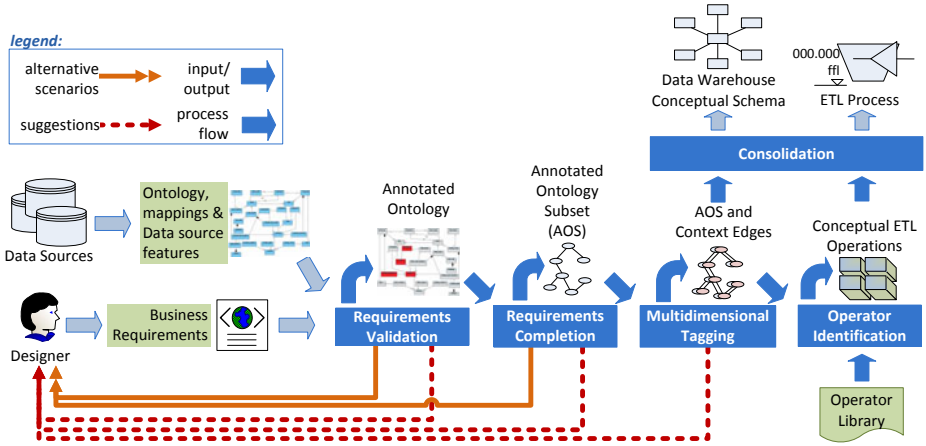 legend:
alternative
scenarios
input/
output
suggestions
process
flow
000.000
ffl
Data Warehouse
Conceptual Schema
ETL Process
Consolidation
Data Sources
Ontology,
mappings &
Data source
features
Annotated
Ontology
Annotated
Ontology
Subset
(AOS)
AOS and
Context Edges
Conceptual ETL
Operations
Designer
Business
Requirements
Requirements
Validation
Requirements
Completion
Multidimensional
Tagging
Operator
Identification
Operator
Library